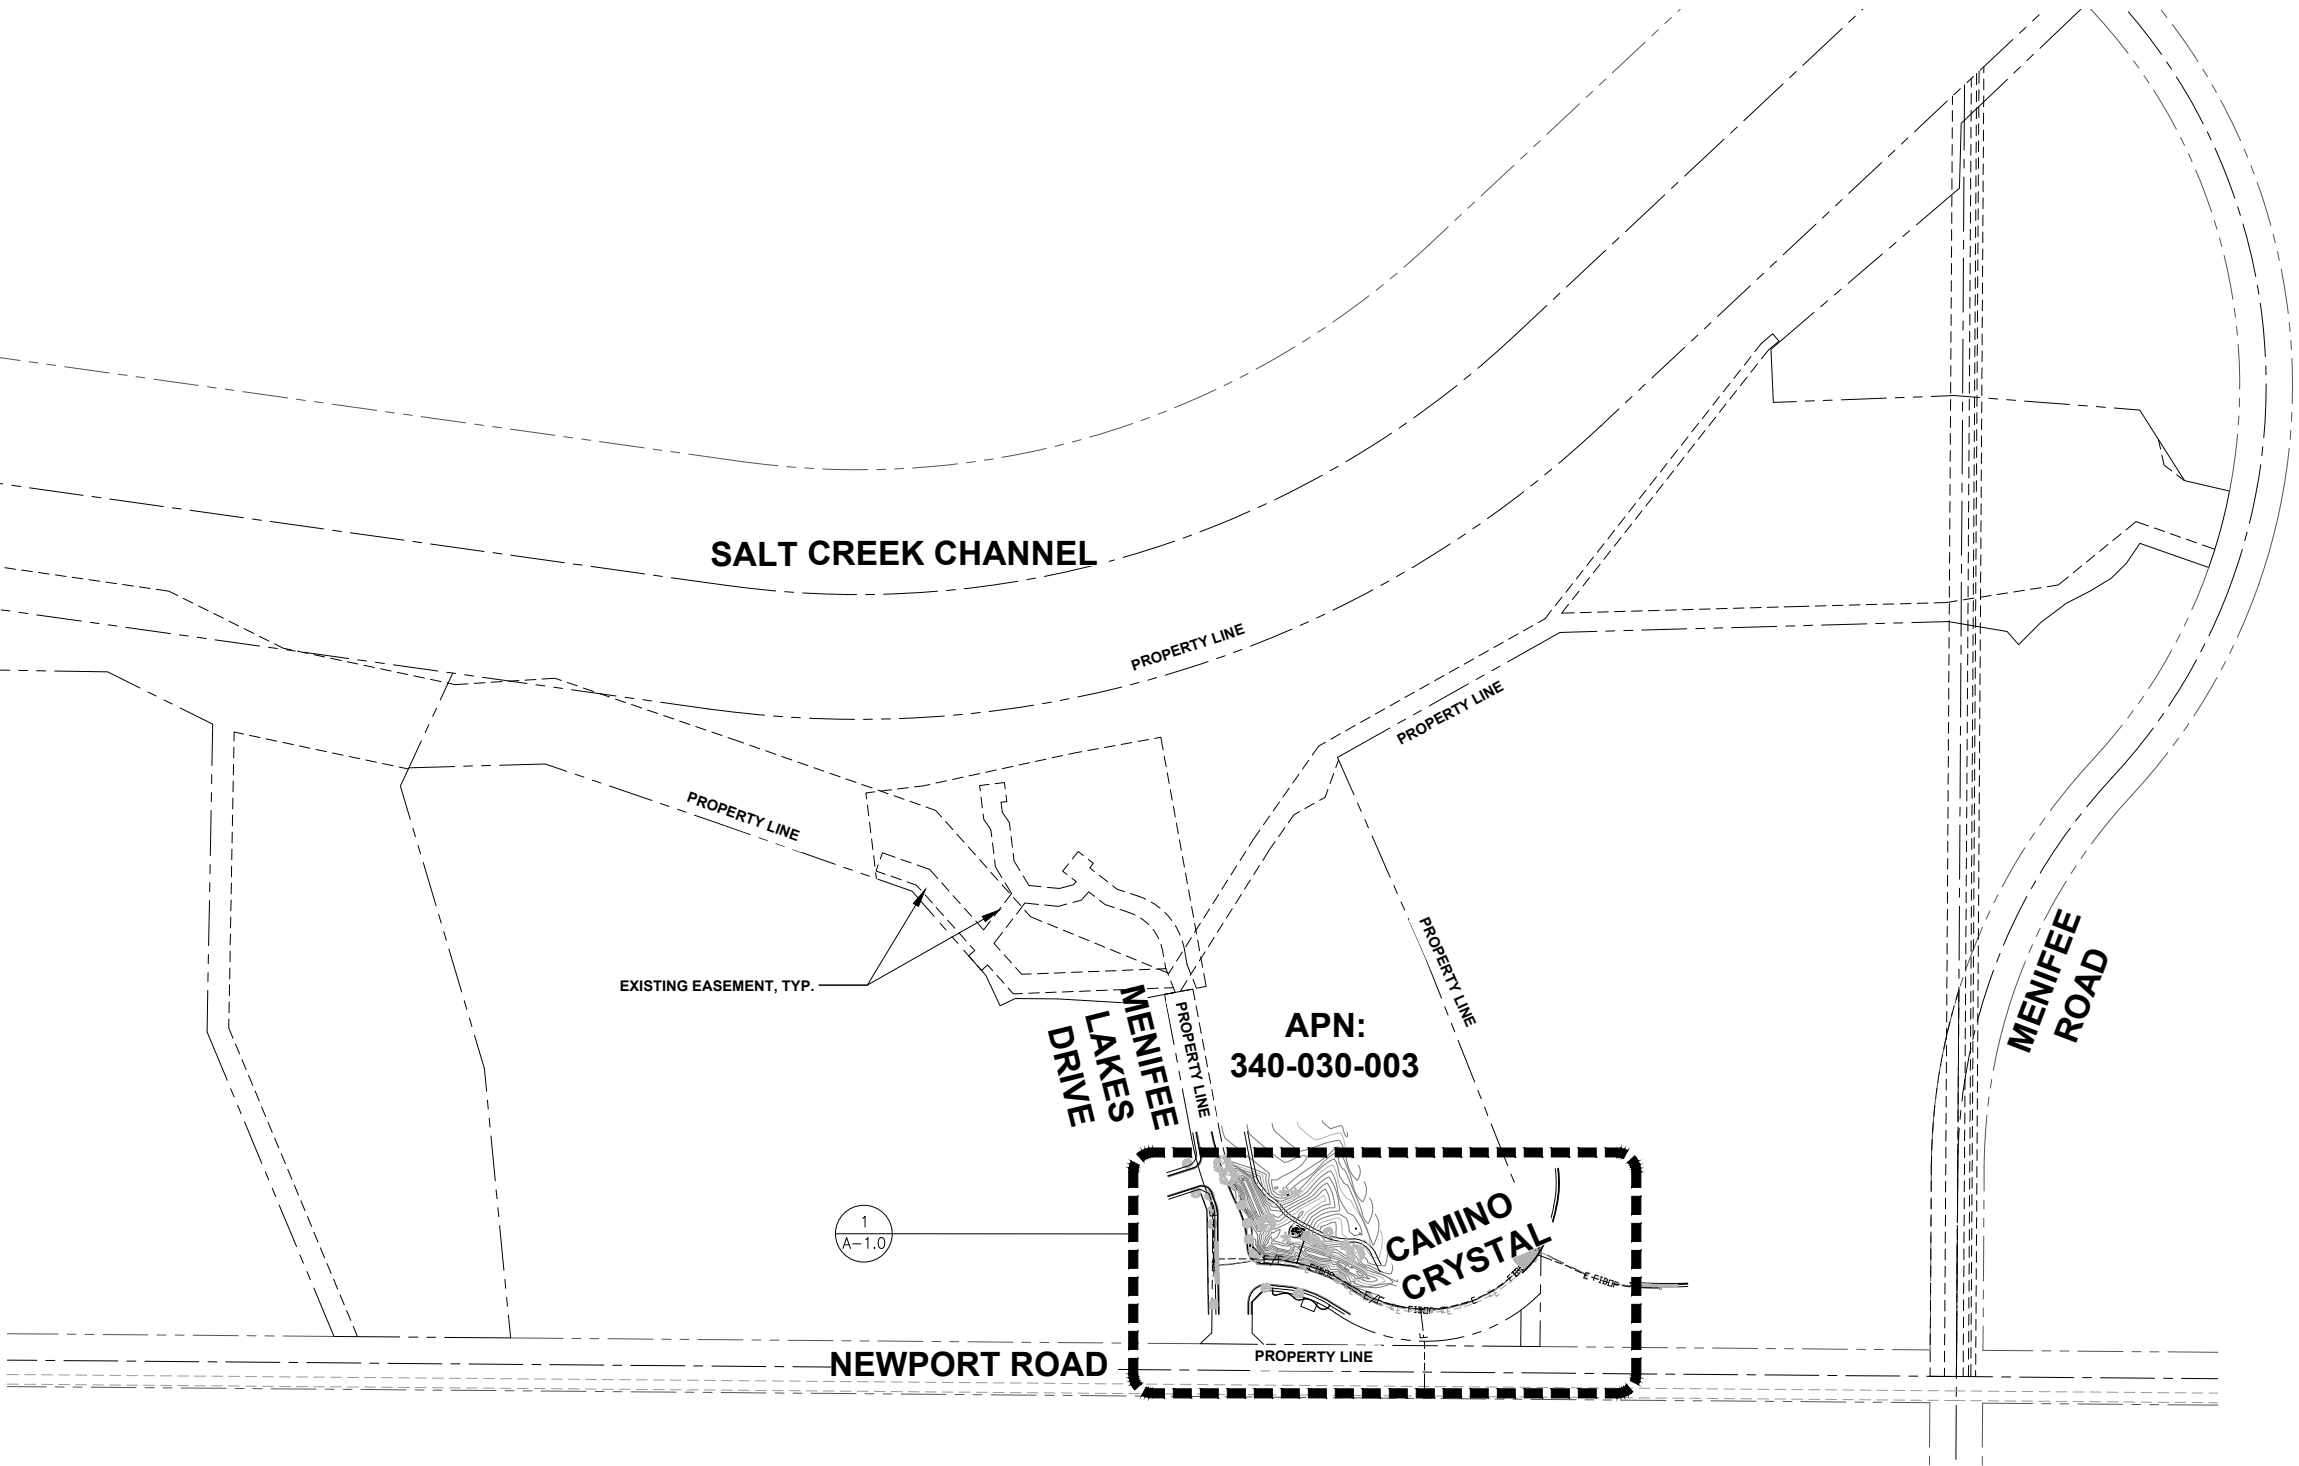 SALT CREEK CHANNEL
PROPERTY LINE
PROPERTY LINE
PROPERTY LINE
PROPERTY LINE
EXISTING EASEMENT, TYP.
MENIFEE
LAKES
DRIVE
PROPERTY LINE
APN:
340-030-003
MENIFEE
ROAD
1
A-1.0
CAMINO
CRYSTAL
E/F
E/F
E
E
NEWPORT ROAD
PROPERTY LINE